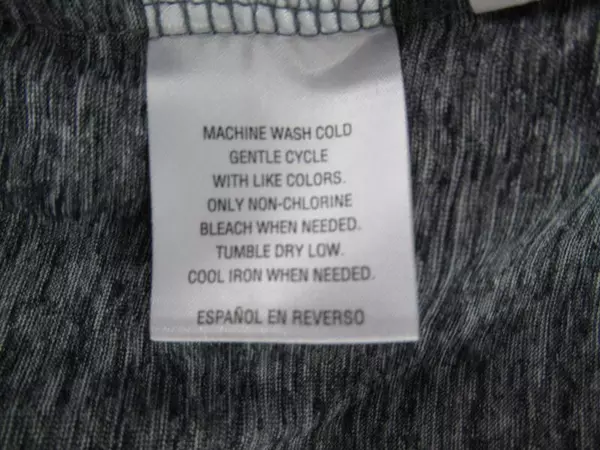 MACHINE WASH COLD
GENTLE CYCLE
WITH LIKE COLORS.
ONLY NON-CHLORINE
BLEACH WHEN NEEDED.
TUMBLE DRY LOW.
COOL IRON WHEN NEEDED.
ESPAÑOL EN REVERSO